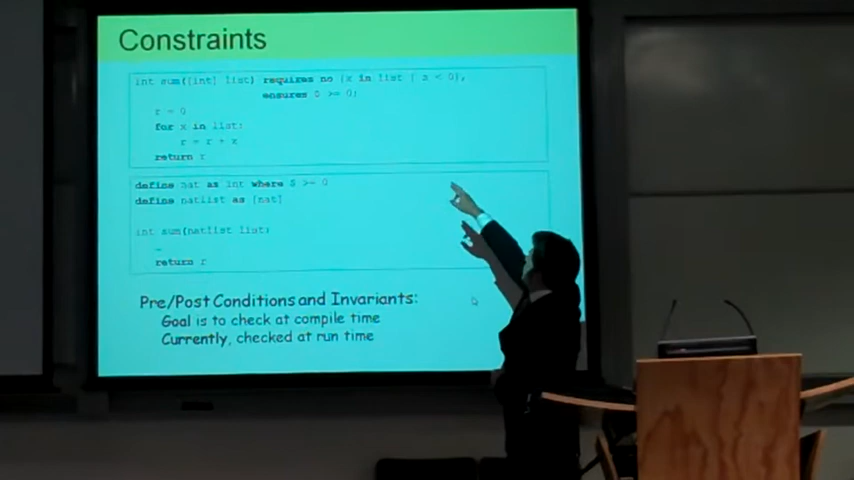 Constraints
int sum([int] list) requires no {x in list | x < 0},
ensures $ >= 0:
r = 0
for x in list:
r = r + x
return r
define nat as int where $ >= 0
define natlist as [nat]
int sum(natlist list):
…
return r
Pre/Post Conditions and Invariants:
Goal is to check at compile time
Currently, checked at run time